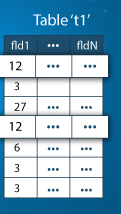 Table ‘t1’
fld1 ••• fldN
12 ••• •••
3
27 ••• •••
12 ••• •••
6 ••• •••
3 ••• •••
3 ••• •••